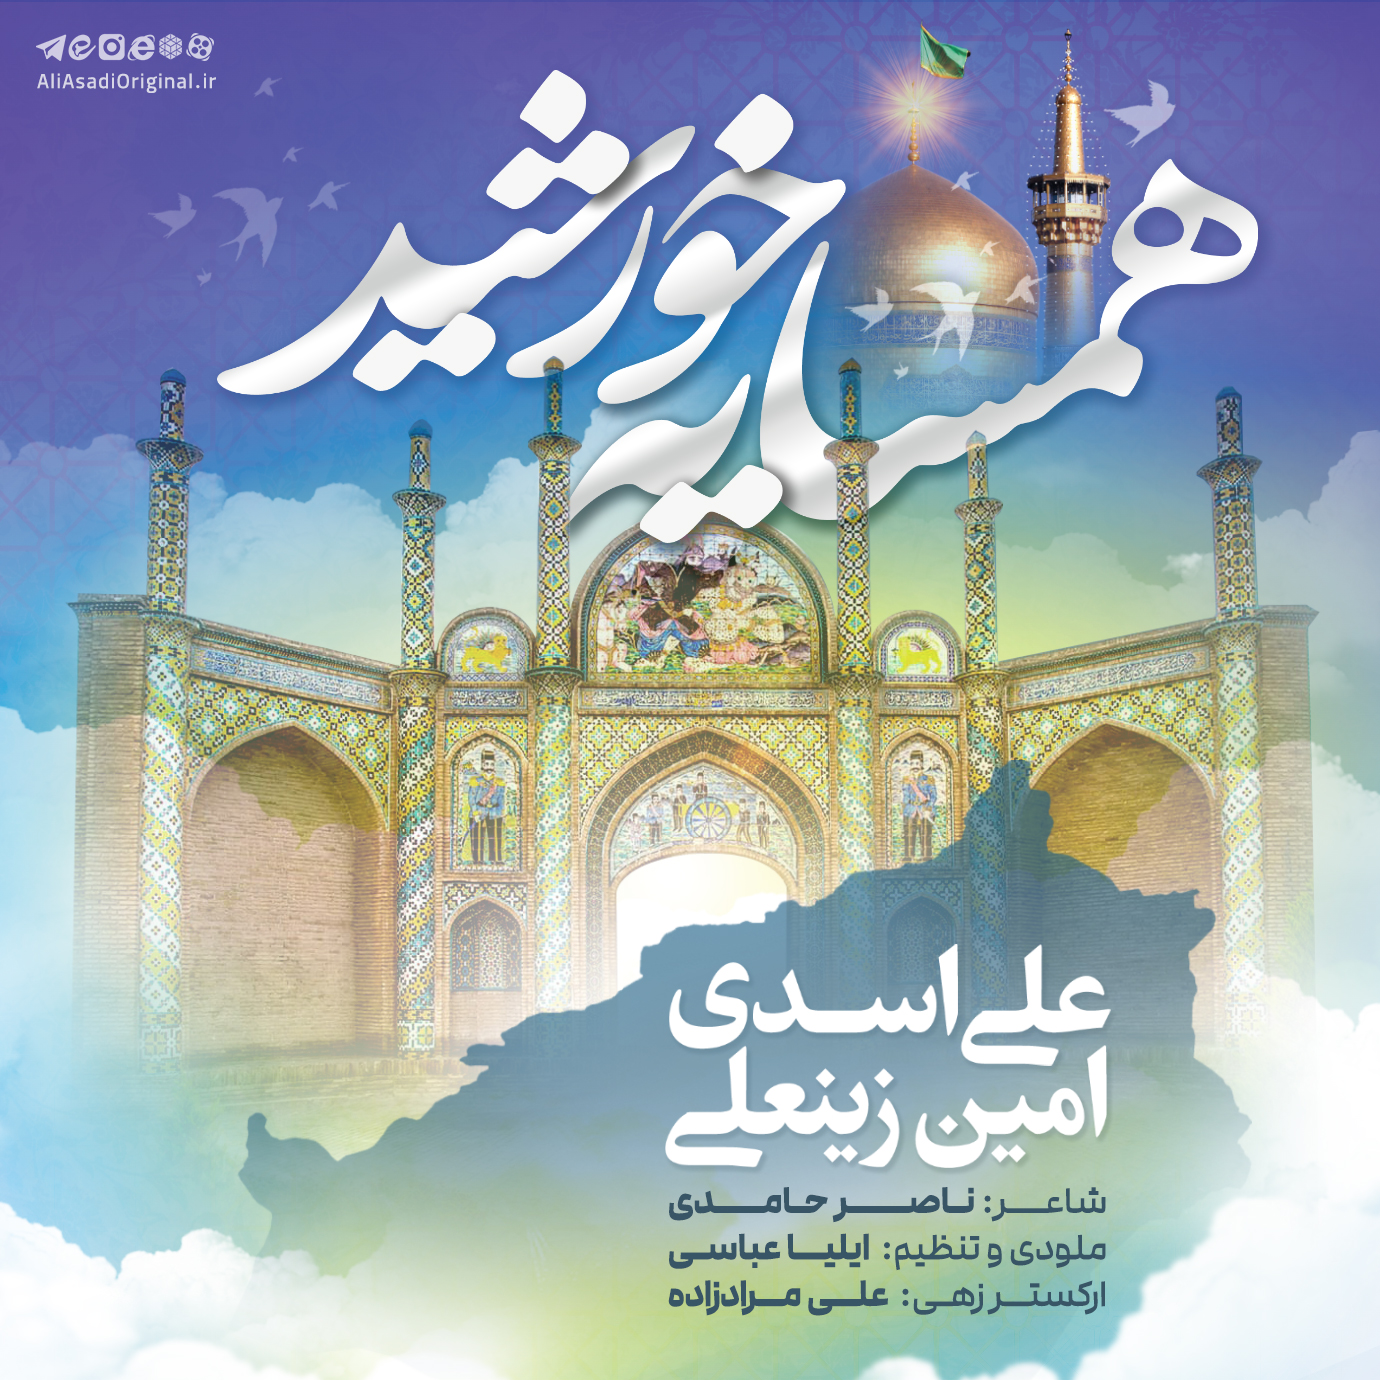 AliAsadiOriginal.ir
همسایه خورشید
علی اسدی
امین زینعلی
شاعر: ناصر حامدی
ملودی و تنظیم: ایلیا عباسی
ارکستر زهی: علی مرادزاده